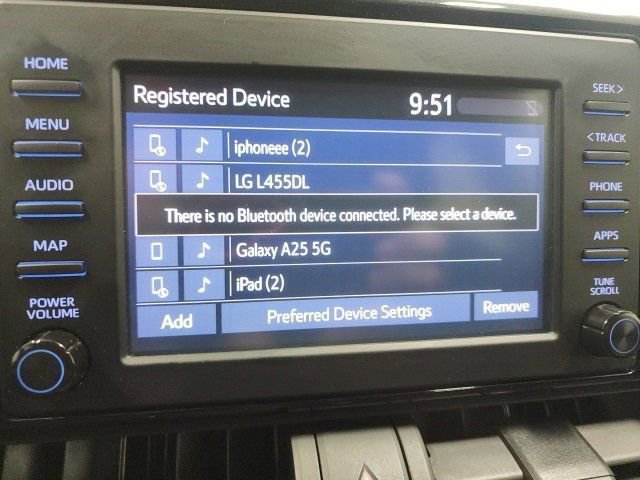 HOME
MENU
AUDIO
MAP
POWER
VOLUME
Registered Device
9:51
iphoneee (2)
LG L455DL
There is no Bluetooth device connected. Please select a device.
Galaxy A25 5G
iPad (2)
Add
Preferred Device Settings
Remove
SEEK >
< TRACK
PHONE
APPS
TUNE
SCROLL